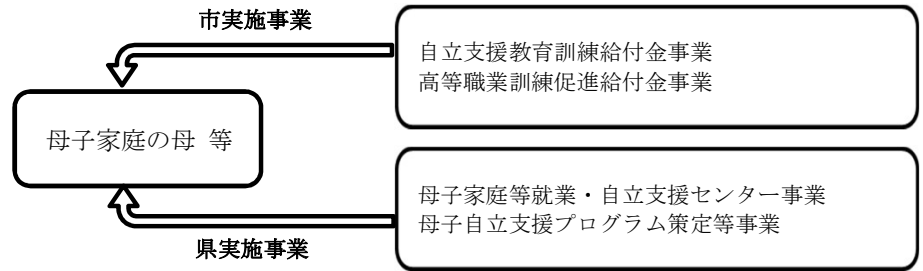 市実施事業
自立支援教育訓練給付金事業
高等職業訓練促進給付金事業
母子家庭の母 等
母子家庭等就業・自立支援センター事業
母子自立支援プログラム策定等事業
県実施事業